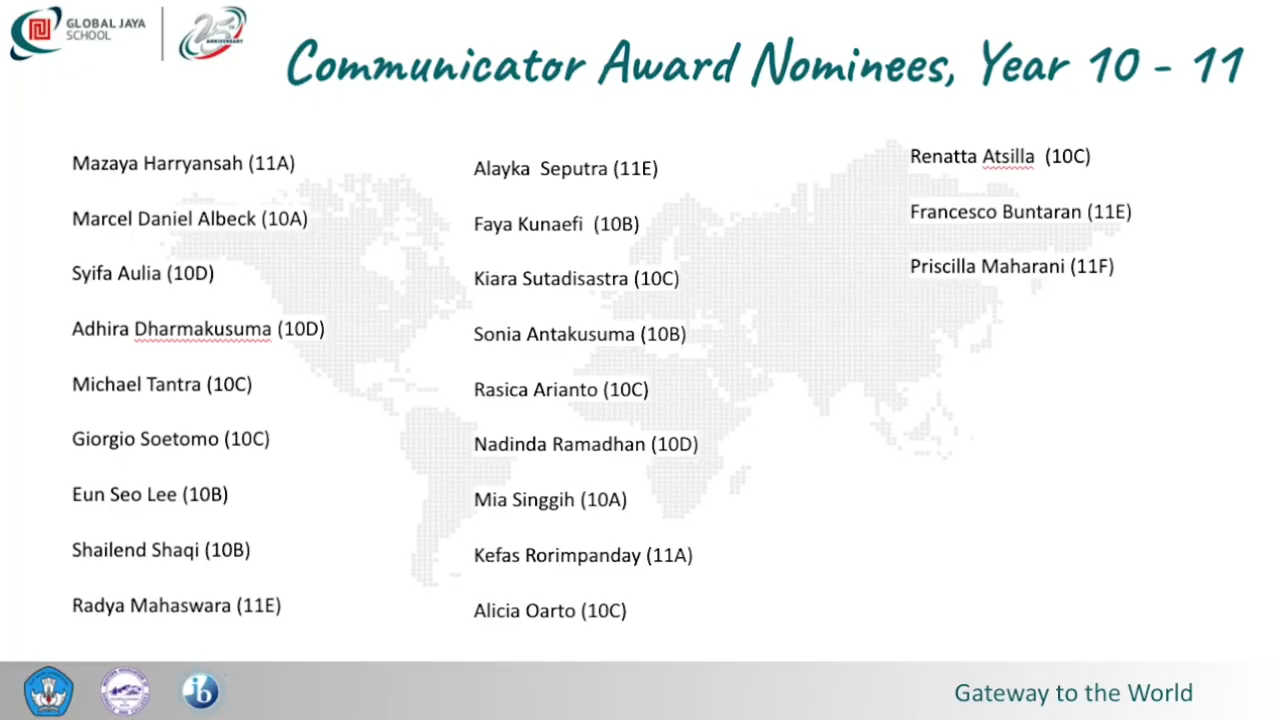 GLOBAL JAYA
SCHOOL
25TH
ANNIVERSARY
Communicator Award Nominees, Year 10 - 11
Mazaya Harryansah (11A)
Marcel Daniel Albeck (10A)
Syifa Aulia (10D)
Adhira Dharmakusuma (10D)
Michael Tantra (10C)
Giorgio Soetomo (10C)
Eun Seo Lee (10B)
Shailend Shaqi (10B)
Radya Mahaswara (11E)
Alayka  Seputra (11E)
Faya Kunaefi  (10B)
Kiara Sutadisastra (10C)
Sonia Antakusuma (10B)
Rasica Arianto (10C)
Nadinda Ramadhan (10D)
Mia Singgih (10A)
Kefas Rorimpanday (11A)
Alicia Oarto (10C)
Renatta Atsilla  (10C)
Francesco Buntaran (11E)
Priscilla Maharani (11F)
ib
Gateway to the World